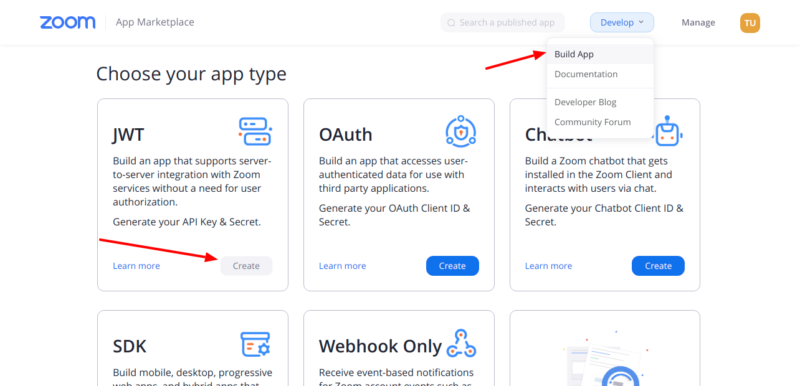 zoom
App Marketplace
Search a published app
Develop
Manage
TU
Build App
Documentation
Developer Blog
Community Forum
Choose your app type
JWT
Build an app that supports server-
to-server integration with Zoom
services without a need for user
authorization.
Generate your API Key & Secret.
Learn more
Create
OAuth
Build an app that accesses user-
authenticated data for use with
third party applications.
Generate your OAuth Client ID &
Secret.
Learn more
Create
Chatbot
Build a Zoom chatbot that gets
installed in the Zoom Client and
interacts with users via chat.
Generate your Chatbot Client ID &
Secret.
Learn more
Create
SDK
Build mobile, desktop, progressive
web apps, and hybrid apps that
Webhook Only
Receive event-based notifications
for Zoom account events such as